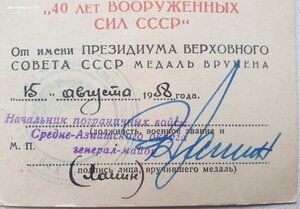 „40 ЛЕТ ВООРУЖЕННЫХ
СИЛ СССР"
От имени ПРЕЗИДИУМА ВЕРХОВНОГО
СОВЕТА СССР МЕДАЛЬ ВРУЧЕНА
15 августа 1958 года.
Начальник пограничных войск
Средне-Азиатского округа
(должность, военное звание и
генерал-майор
М. П.
подпись лица, вручившего медаль)